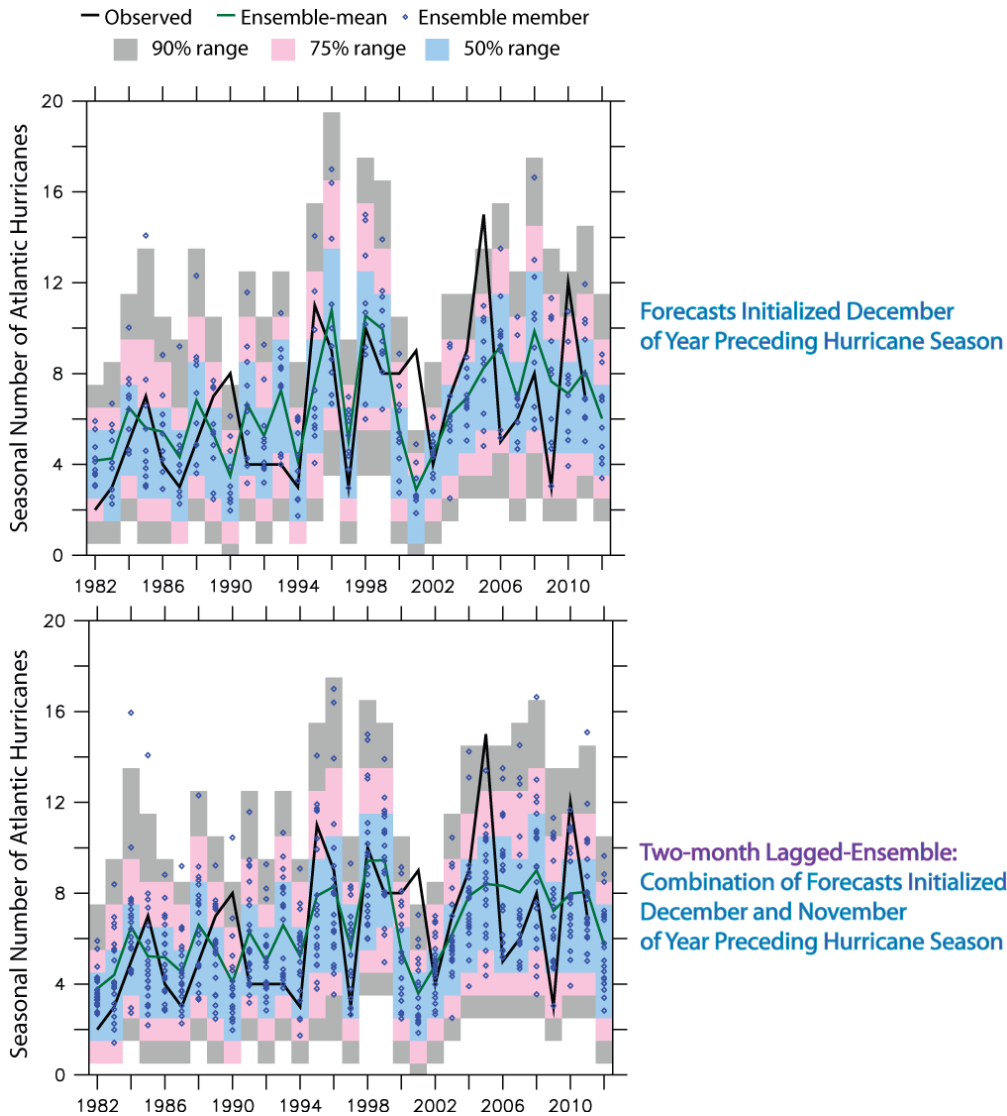 Observed Ensemble-mean Ensemble member
90% range 75% range 50% range
20
16
12
8
4
0
Seasonal Number of Atlantic Hurricanes
1982 1986 1990 1994 1998 2002 2006 2010
Forecasts Initialized December
of Year Preceding Hurricane Season
20
16
12
8
4
0
Seasonal Number of Atlantic Hurricanes
1982 1986 1990 1994 1998 2002 2006 2010
Two-month Lagged-Ensemble:
Combination of Forecasts Initialized
December and November
of Year Preceding Hurricane Season